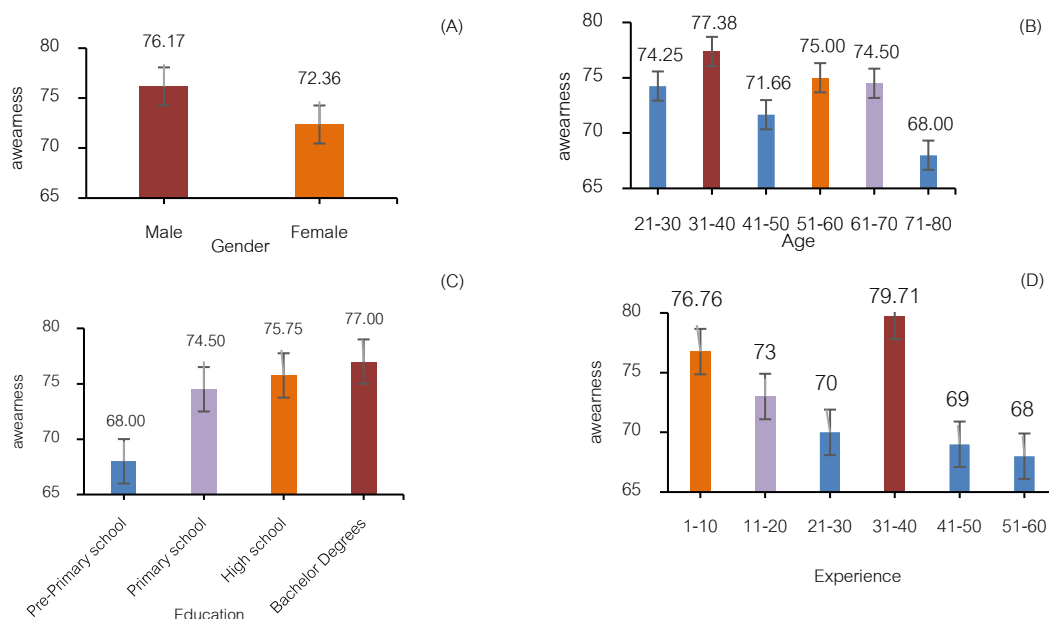 (A)
76.17
72.36
80
75
70
65
awearness
Male
Female
Gender
(B)
74.25
77.38
71.66
75.00
74.50
68.00
80
75
70
65
awearness
21-30 31-40 41-50 51-60 61-70 71-80
Age
(C)
68.00
74.50
75.75
77.00
80
75
70
65
awearness
Pre-Primary school
Primary school
High school
Bachelor Degrees
Education
(D)
76.76
73
70
79.71
69
68
80
75
70
65
awearness
1-10 11-20 21-30 31-40 41-50 51-60
Experience